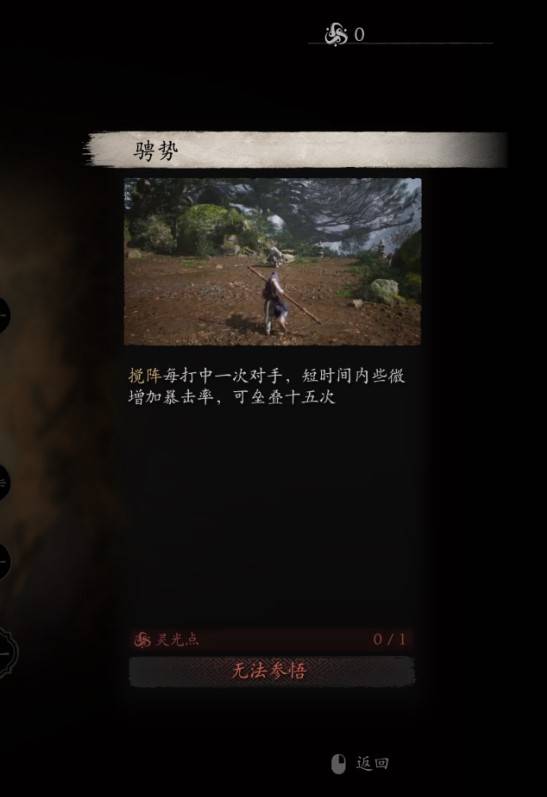 0
骋势
搅阵每打中一次对手，短时间内些微
增加暴击率，可垒叠十五次
灵光点 0/1
无法参悟
返回